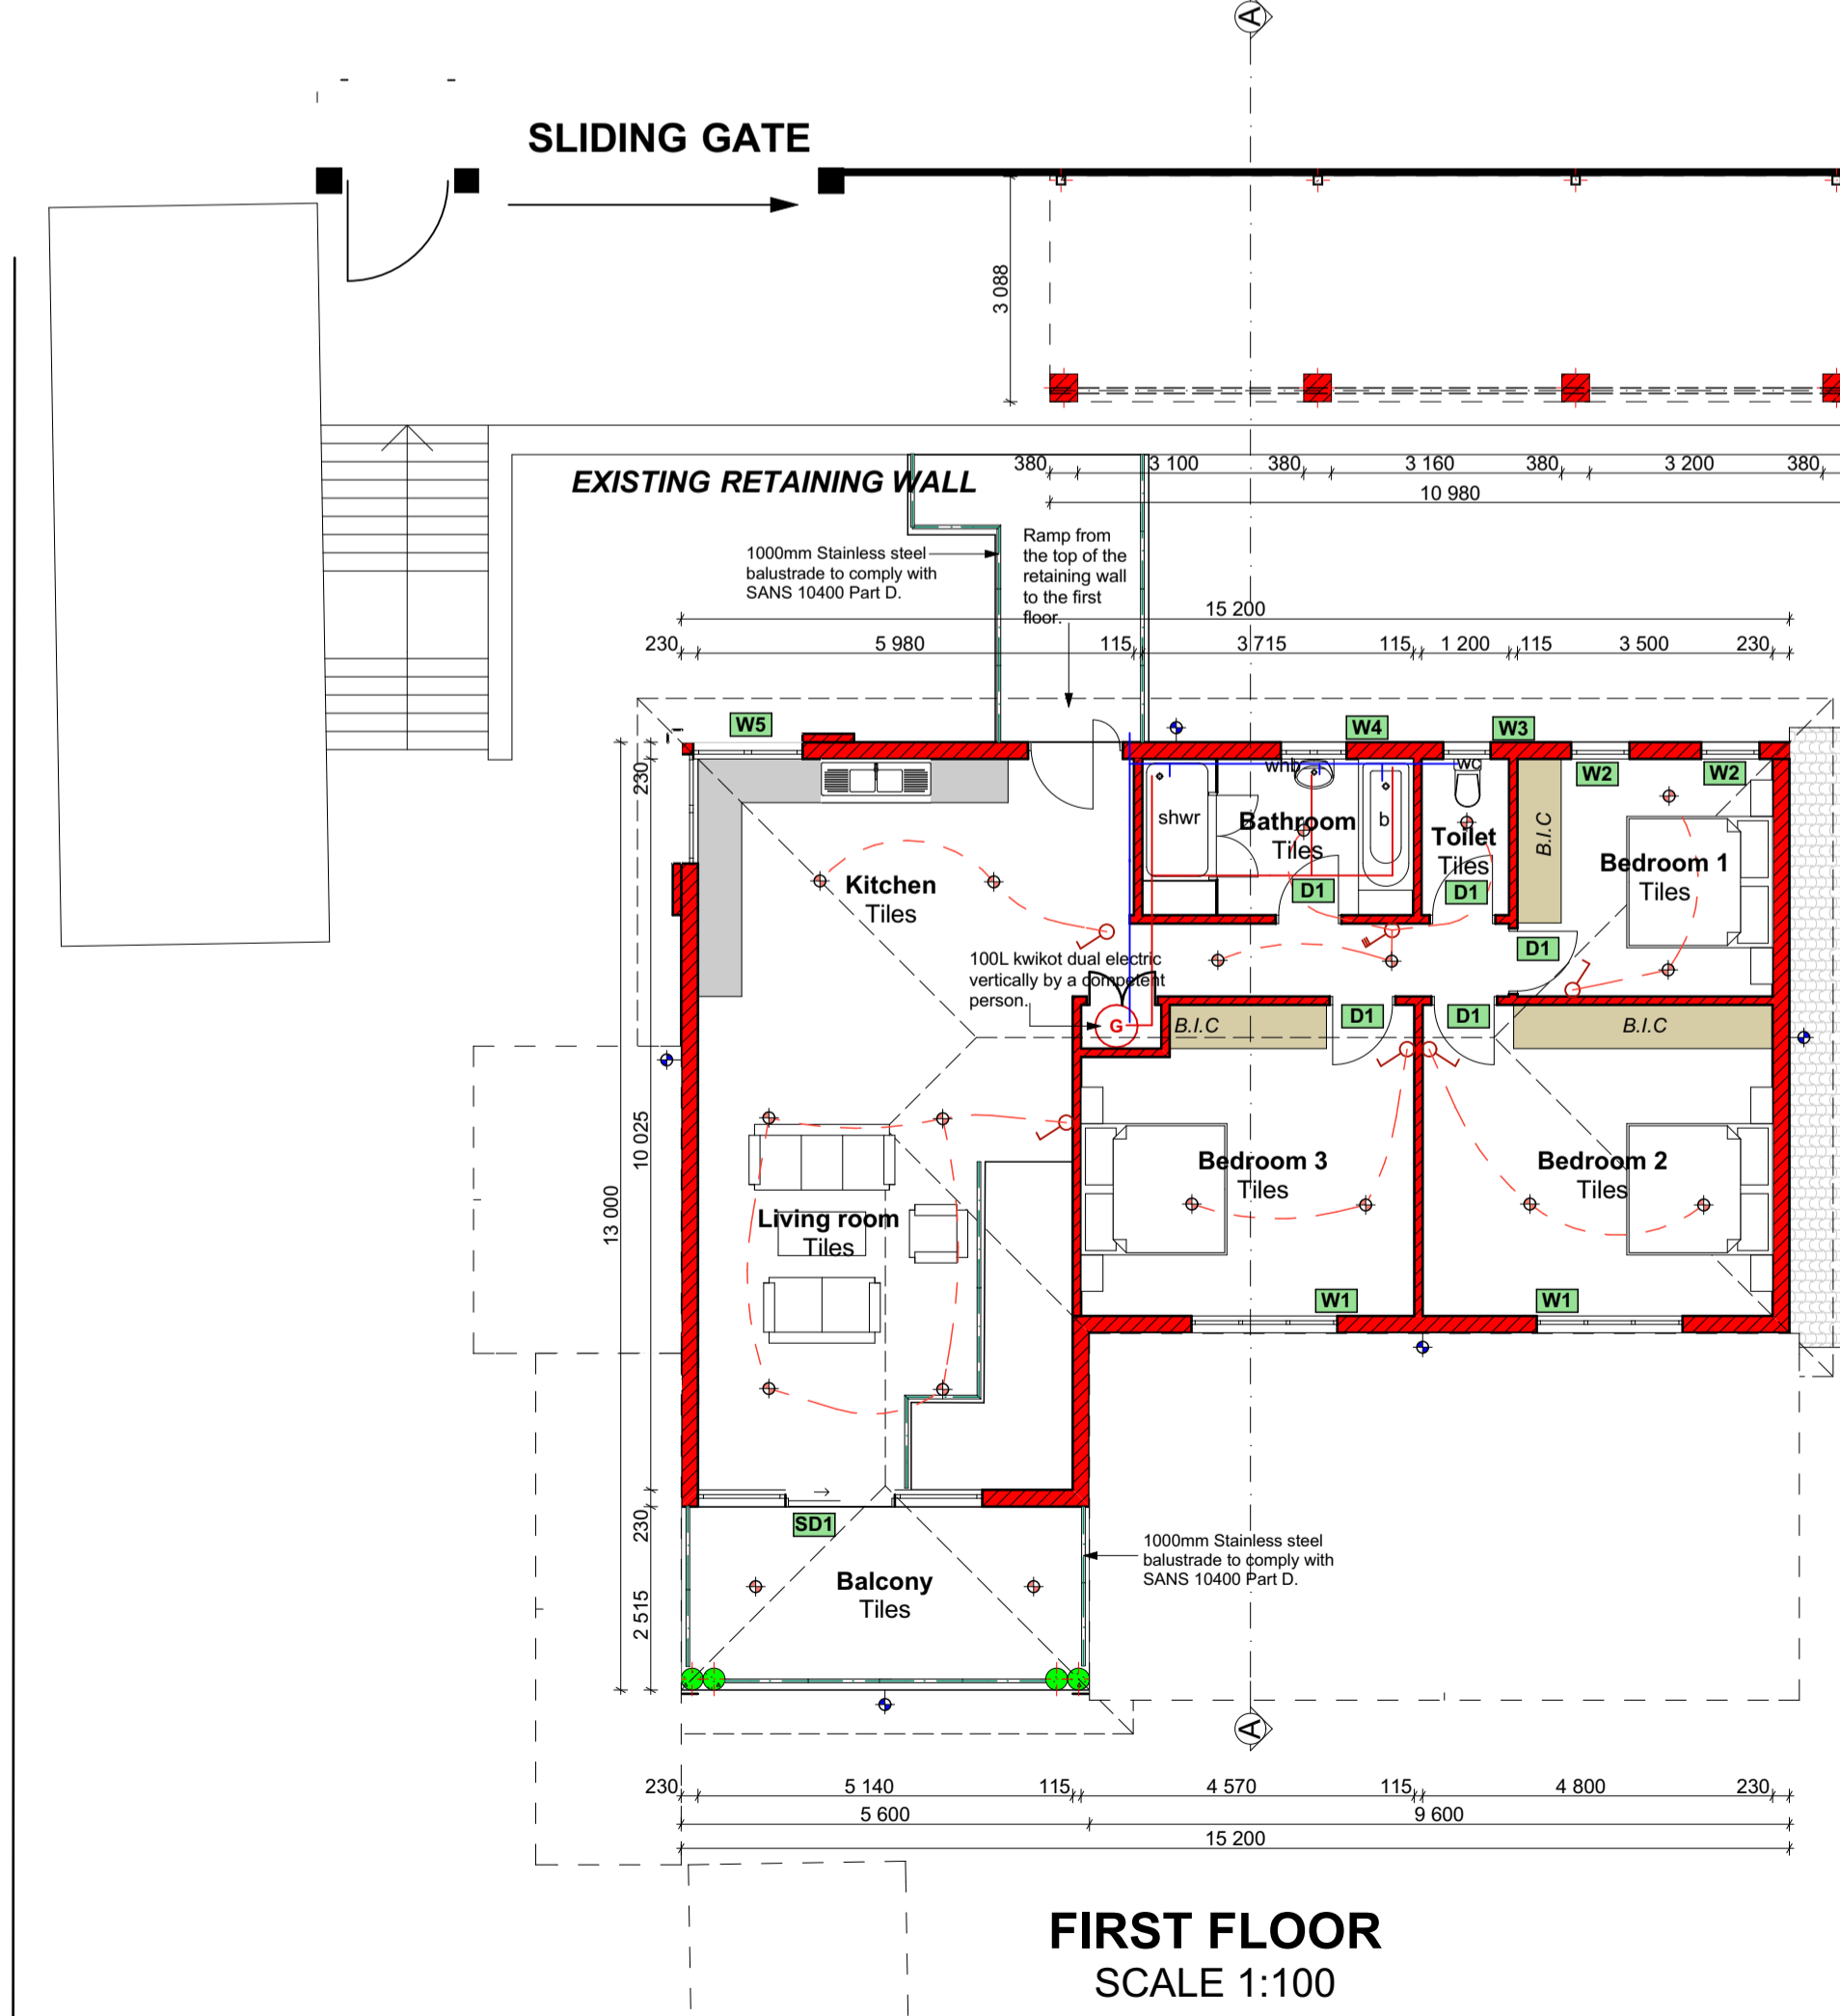 A
SLIDING GATE
3 088
EXISTING RETAINING WALL
380
3 100
380
3 160
380
3 200
380
10 980
1000mm Stainless steel
balustrade to comply with
SANS 10400 Part D.
Ramp from
the top of the
retaining wall
to the first
floor.
15 200
230
5 980
115
3 715
115
1 200
115
3 500
230
W5
W4
W3
W2
W2
230
whb
wc
shwr
Bathroom
Tiles
b
Toilet
Tiles
B.I.C
Bedroom 1
Tiles
Kitchen
Tiles
D1
D1
D1
100L kwikot dual electric
vertically by a competent
person.
G
B.I.C
D1
D1
B.I.C
10 025
13 000
Living room
Tiles
Bedroom 3
Tiles
Bedroom 2
Tiles
W1
W1
230
SD1
2 515
Balcony
Tiles
1000mm Stainless steel
balustrade to comply with
SANS 10400 Part D.
A
230
5 140
115
4 570
115
4 800
230
5 600
9 600
15 200
FIRST FLOOR
SCALE 1:100